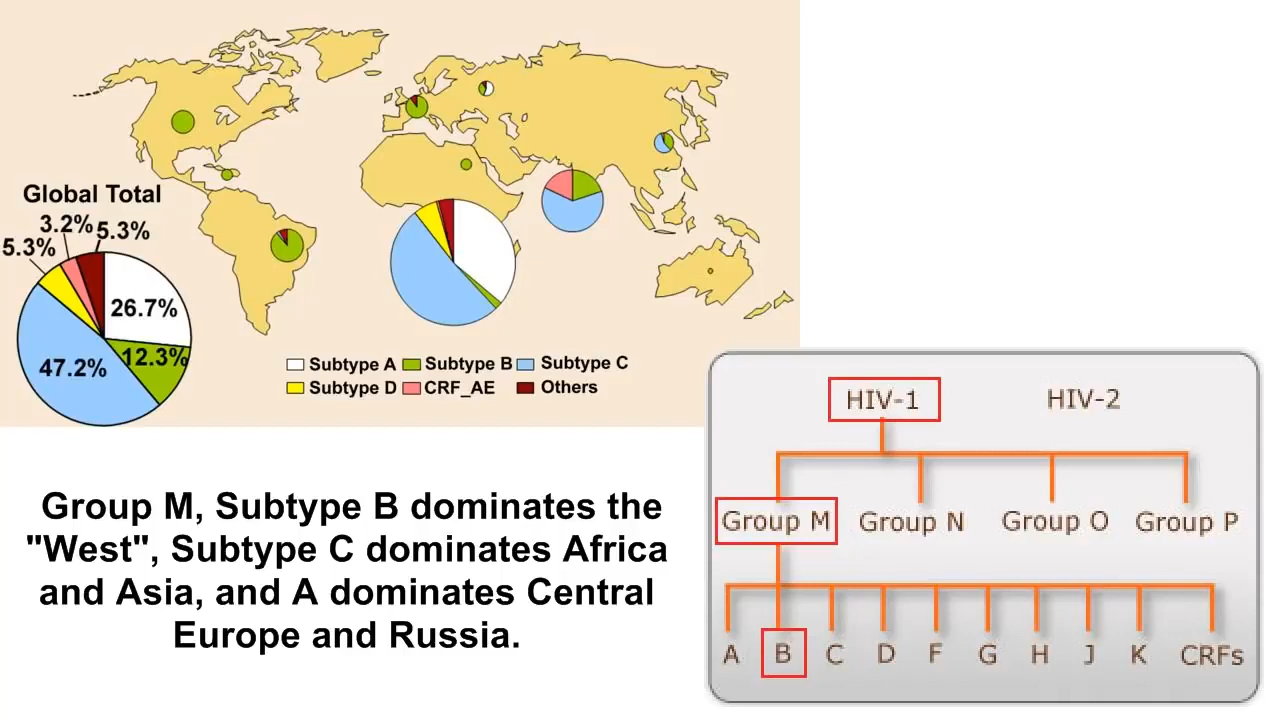 Global Total
3.2% 5.3%
5.3%
26.7%
12.3%
47.2%
Subtype A Subtype B Subtype C
Subtype D CRF_AE Others
Group M, Subtype B dominates the
"West", Subtype C dominates Africa
and Asia, and A dominates Central
Europe and Russia.
HIV-1 HIV-2
Group M Group N Group O Group P
A B C D F G H J K CRFs